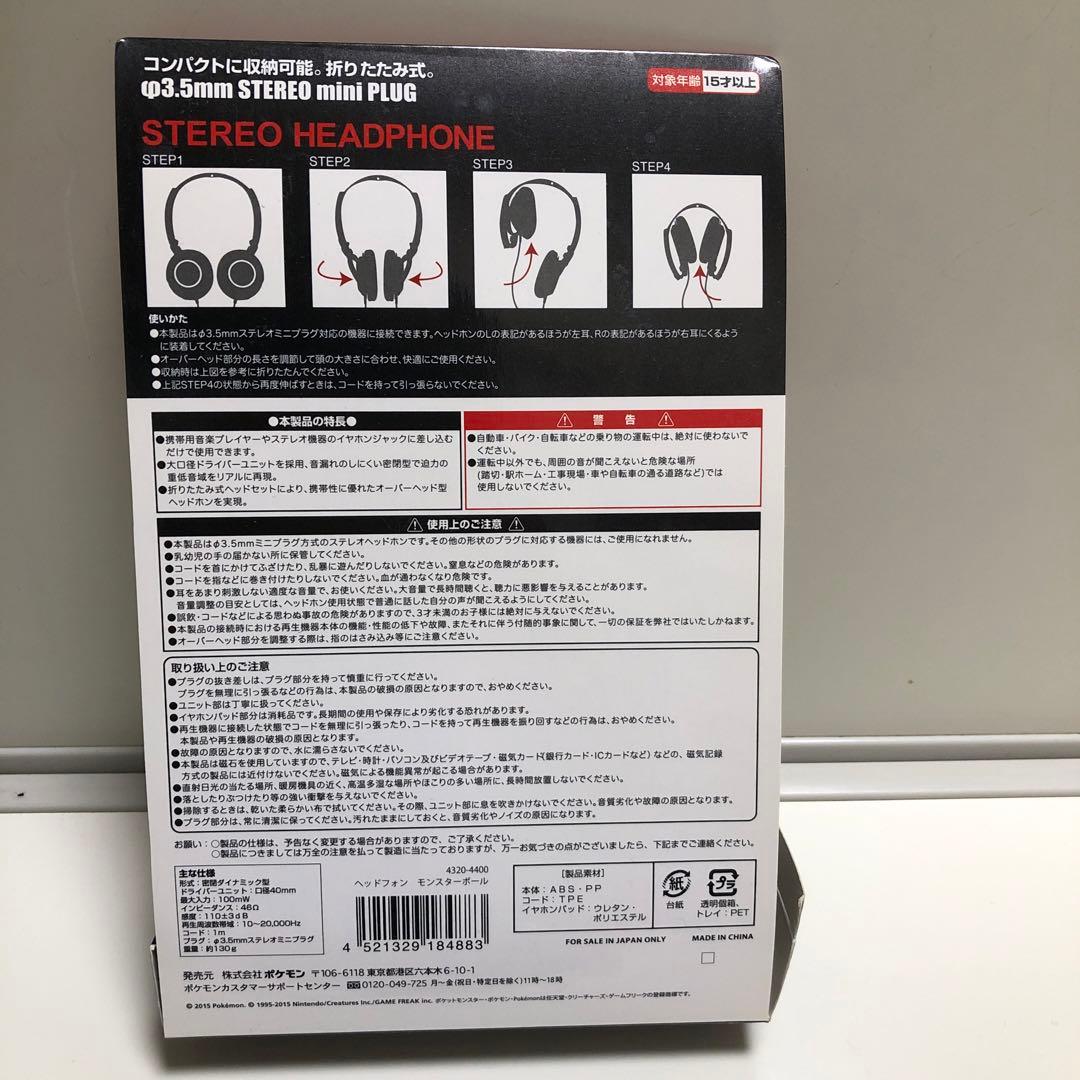 コンパクトに収納可能。折りたたみ式。
φ3.5mm STEREO mini PLUG
対象年齢 15才以上
STEREO HEADPHONE
STEP1
STEP2
STEP3
STEP4
使いかた
●本製品はφ3.5mmステレオミニプラグ対応の機器に接続できます。ヘッドホンのLの表記があるほうが左耳、Rの表記があるほうが右耳にくるよう
に装着してください。
●オーバーヘッド部分の長さを調節して頭の大きさに合わせ、快適にご使用ください。
●収納時は上図を参考に折りたたんでください。
●上記STEP4の状態から再度伸ばすときは、コードを持って引っ張らないでください。
●本製品の特長●
●携帯用音楽プレイヤーやステレオ機器のイヤホンジャックに差し込む
だけで使用できます。
●大口径ドライバーユニットを採用、音漏れのしにくい密閉型で迫力の
重低音域をリアルに再現。
●折りたたみ式ヘッドセットにより、携帯性に優れたオーバーヘッド型
ヘッドホンを実現。
警告
●自動車・バイク・自転車などの乗り物の運転中は、絶対に使わないで
ください。
●運転中以外でも、周囲の音が聞こえないと危険な場所
(踏切・駅ホーム・工事現場・車や自転車の通る道路など)では
使用しないでください。
使用上のご注意
●本製品はφ3.5mmミニプラグ方式のステレオヘッドホンです。その他の形状のプラグに対応する機器には、ご使用になれません。
●乳幼児の手の届かない所に保管してください。
●コードを首にかけてふざけたり、乱暴に遊んだりしないでください。窒息などの危険があります。
●コードを指などに巻き付けたりしないでください。血が通わなくなり危険です。
●耳をあまり刺激しない適度な音量で、お使いください。大音量で長時間聴くと、聴力に悪影響を与えることがあります。
音量調整の目安としては、ヘッドホン使用状態で普通に話した自分の声が聞こえるようにしてください。
●誤飲・コードなどによる思わぬ事故の危険がありますので、3才未満のお子様には絶対に与えないでください。
●本製品の接続時における再生機器本体の機能・性能の低下や故障、またそれに伴う付随的事象に関して、一切の保証を弊社ではいたしかねます。
●オーバーヘッド部分を調整する際は、指のはさみ込み等にご注意ください。
取り扱い上のご注意
●プラグの抜き差しは、プラグ部分を持って慎重に行ってください。
プラグを無理に引っ張るなどの行為は、本製品の破損の原因となりますので、おやめください。
●ユニット部は丁寧に扱ってください。
●イヤホンパッド部分は消耗品です。長期間の使用や保存により劣化する恐れがあります。
●再生機器に接続した状態でコードを無理に引っ張ったり、コードを持って再生機器を振り回すなどの行為は、おやめください。
本製品や再生機器の破損の原因となります。
●故障の原因となりますので、水に濡らさないでください。
●本製品は磁石を使用していますので、テレビ・時計・パソコン及びビデオテープ・磁気カード(銀行カード・ICカードなど)などの、磁気記録
方式の製品には近付けないでください。磁気による機能異常が起こる場合があります。
●直射日光の当たる場所、暖房機具の近く、高温多湿な場所やほこりの多い場所に、長時間放置しないでください。
●落としたりぶつけたり等の強い衝撃を与えないでください。
●掃除するときは、乾いた柔らかい布で拭いてください。その際、ユニット部に息を吹きかけないでください。音質劣化や故障の原因となります。
●プラグ部分は、常に清潔に保ってください。汚れたままにしておくと、音質劣化やノイズの原因になります。
お願い:○製品の仕様は、予告なく変更する場合がありますので、ご了承ください。
○製品につきましては万全の注意を払って製造に当たっておりますが、万一お気づきの点がございましたら、下記までご連絡ください。
主な仕様
形式:密閉ダイナミック型
ドライバーユニット:口径40mm
最大入力:100mW
インピーダンス:46Ω
感度:110±3dB
再生周波数帯域:10〜20,000Hz
コード:1m
プラグ:φ3.5mmステレオミニプラグ
重量:約130g
4320-4400
ヘッドフォン モンスターボール
4 521329 184883
[製品素材]
本体:ABS・PP
コード:TPE
イヤホンパッド:ウレタン・
ポリエステル
紙
台紙
プラ
透明個箱、
トレイ:PET
FOR SALE IN JAPAN ONLY
MADE IN CHINA
発売元 株式会社ポケモン 〒106-6118 東京都港区六本木6-10-1
ポケモンカスタマーサポートセンター 0120-049-725 月〜金(祝日・特定日を除く)11時〜18時
© 2015 Pokémon. © 1995-2015 Nintendo/Creatures Inc./GAME FREAK inc. ポケットモンスター・ポケモン・Pokémonは任天堂・クリーチャーズ・ゲームフリークの登録商標です。